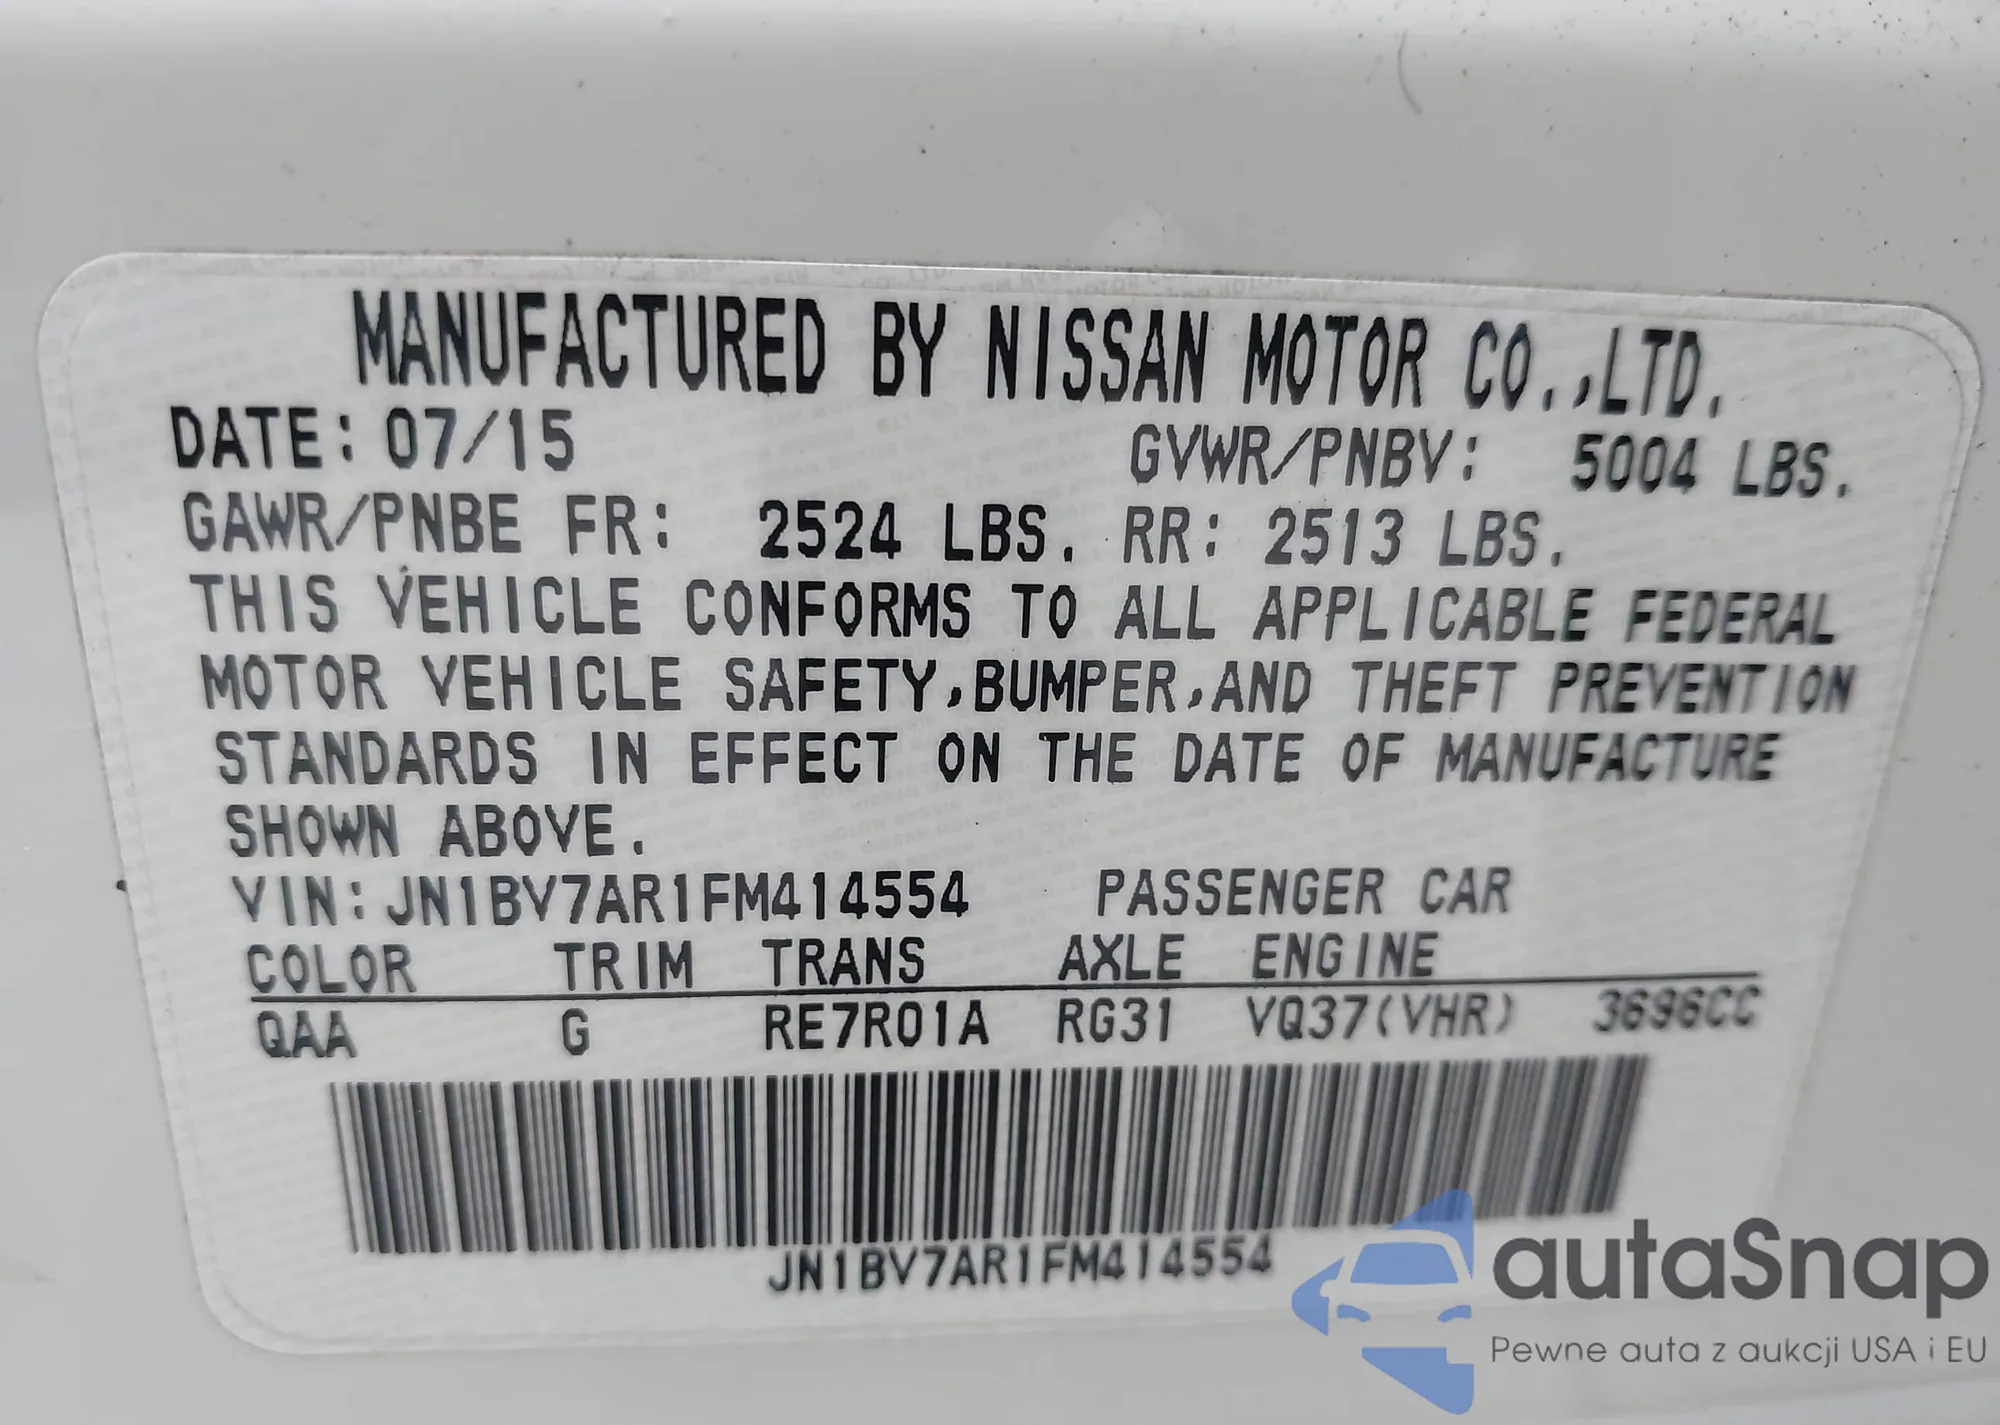 MANUFACTURED BY NISSAN MOTOR CO.,LTD.
DATE: 07/15 GVWR/PNBV: 5004 LBS.
GAWR/PNBE FR: 2524 LBS. RR: 2513 LBS.
THIS VEHICLE CONFORMS TO ALL APPLICABLE FEDERAL
MOTOR VEHICLE SAFETY,BUMPER,AND THEFT PREVENTION
STANDARDS IN EFFECT ON THE DATE OF MANUFACTURE
SHOWN ABOVE.
VIN:JN1BV7AR1FM414554 PASSENGER CAR
COLOR TRIM TRANS AXLE ENGINE
QAA G RE7R01A RG31 VQ37(VHR) 3696CC
JN1BV7AR1FM414554
autoSnap
Pewne auta z aukcji USA i EU